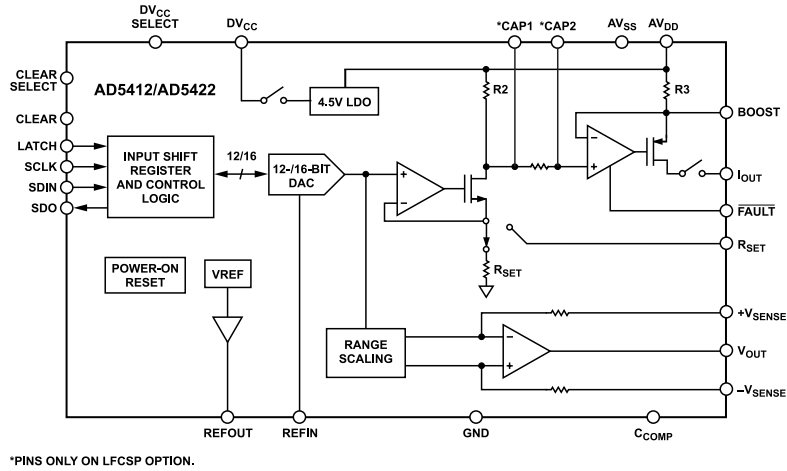 DVCC
SELECT
DVCC
*CAP1
*CAP2
AVSS
AVDD
CLEAR
SELECT
AD5412/AD5422
4.5V LDO
R2
R3
CLEAR
BOOST
LATCH
SCLK
SDIN
SDO
INPUT SHIFT
REGISTER
AND CONTROL
LOGIC
12/16
12-/16-BIT
DAC
+
−
−
+
IOUT
FAULT
RSET
RSET
POWER-ON
RESET
VREF
RANGE
SCALING
−
+
+VSENSE
VOUT
−VSENSE
REFOUT
REFIN
GND
CCOMP
*PINS ONLY ON LFCSP OPTION.